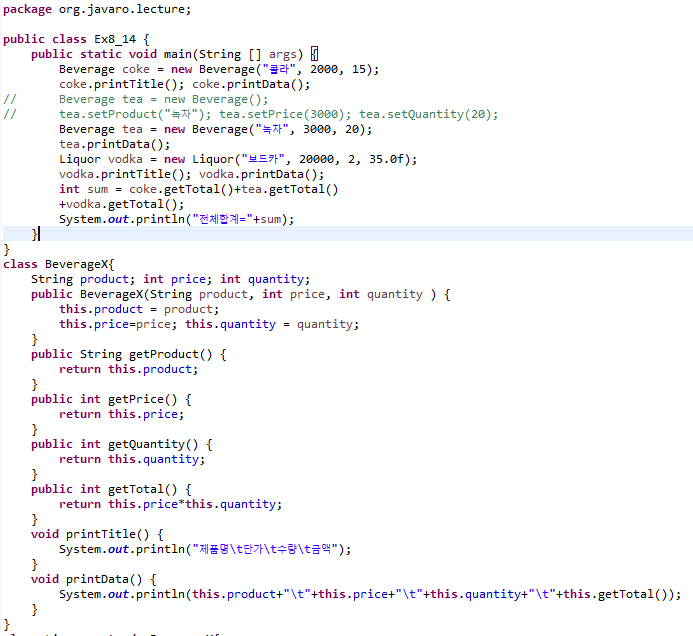 package org.javaro.lecture;
public class Ex8_14 {
public static void main(String [] args) {
Beverage coke = new Beverage("콜라", 2000, 15);
coke.printTitle(); coke.printData();
// Beverage tea = new Beverage();
// tea.setProduct("녹차"); tea.setPrice(3000); tea.setQuantity(20);
Beverage tea = new Beverage("녹차", 3000, 20);
tea.printData();
Liquor vodka = new Liquor("보드카", 20000, 2, 35.0f);
vodka.printTitle(); vodka.printData();
int sum = coke.getTotal()+tea.getTotal()
+vodka.getTotal();
System.out.println("전체합계="+sum);
}
}
class BeverageX{
String product; int price; int quantity;
public BeverageX(String product, int price, int quantity ) {
this.product = product;
this.price=price; this.quantity = quantity;
}
public String getProduct() {
return this.product;
}
public int getPrice() {
return this.price;
}
public int getQuantity() {
return this.quantity;
}
public int getTotal() {
return this.price*this.quantity;
}
void printTitle() {
System.out.println("제품명\t단가\t수량\t금액");
}
void printData() {
System.out.println(this.product+"\t"+this.price+"\t"+this.quantity+"\t"+this.getTotal());
}
}